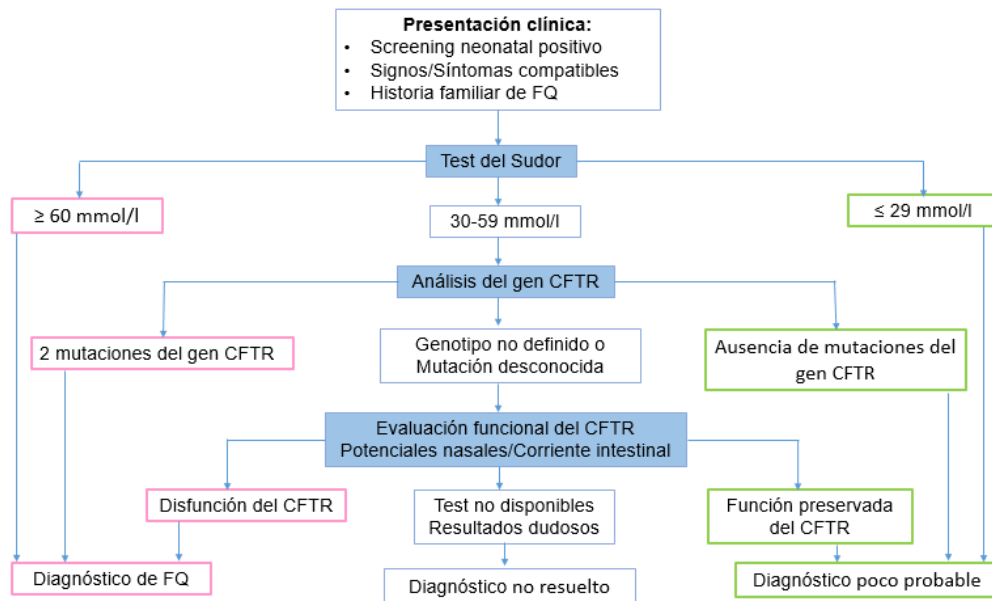 Presentación clínica:
• Screening neonatal positivo
• Signos/Síntomas compatibles
• Historia familiar de FQ
Test del Sudor
≥ 60 mmol/l
30-59 mmol/l
≤ 29 mmol/l
Análisis del gen CFTR
2 mutaciones del gen CFTR
Genotipo no definido o
Mutación desconocida
Ausencia de mutaciones del
gen CFTR
Evaluación funcional del CFTR
Potenciales nasales/Corriente intestinal
Disfunción del CFTR
Test no disponibles
Resultados dudosos
Función preservada
del CFTR
Diagnóstico de FQ
Diagnóstico no resuelto
Diagnóstico poco probable